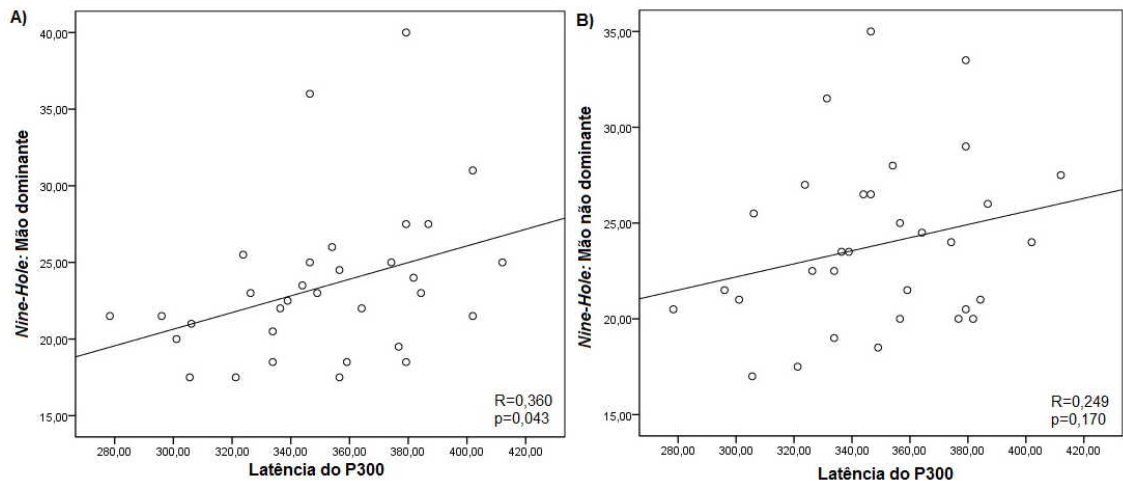 A)
Nine-Hole: Mão dominante
40,00
35,00
30,00
25,00
20,00
15,00
280,00 300,00 320,00 340,00 360,00 380,00 400,00 420,00
Latência do P300
R=0,360
p=0,043
B)
Nine-Hole: Mão não dominante
35,00
30,00
25,00
20,00
15,00
280,00 300,00 320,00 340,00 360,00 380,00 400,00 420,00
Latência do P300
R=0,249
p=0,170